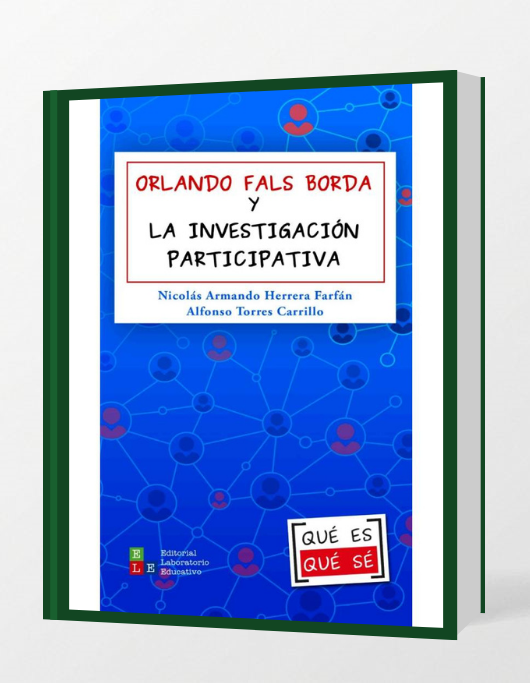 ORLANDO FALS BORDA
Y
LA INVESTIGACIÓN
PARTICIPATIVA
Nicolás Armando Herrera Farfán
Alfonso Torres Carrillo
QUÉ ES
QUÉ SÉ
E
L E
Editorial
Laboratorio
Educativo